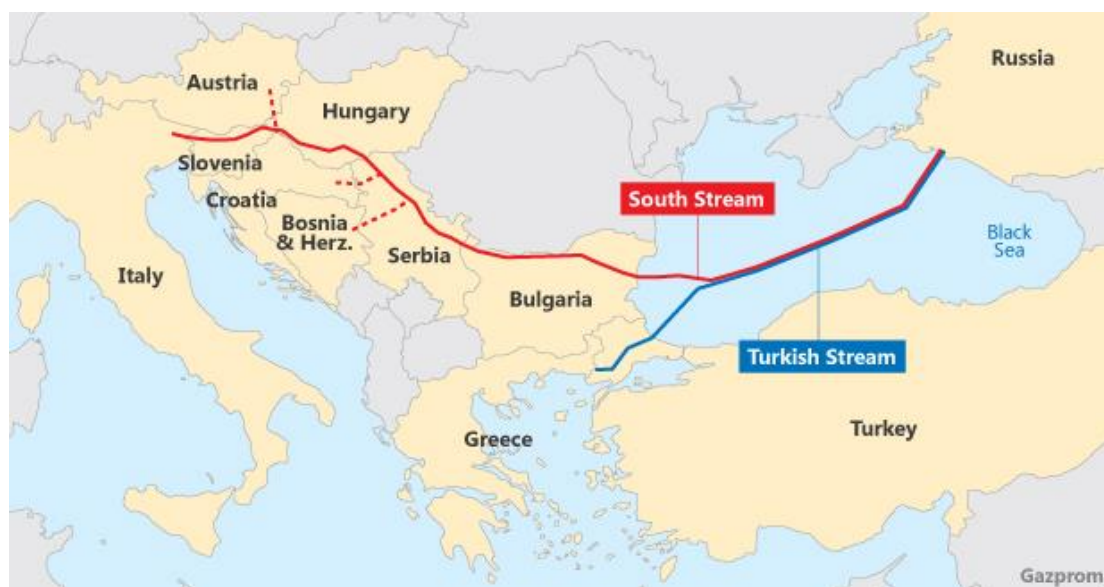 Russia
Austria
Hungary
Slovenia
South Stream
Croatia
Bosnia
& Herz.
Black
Sea
Serbia
Italy
Bulgaria
Turkish Stream
Turkey
Greece
Gazprom